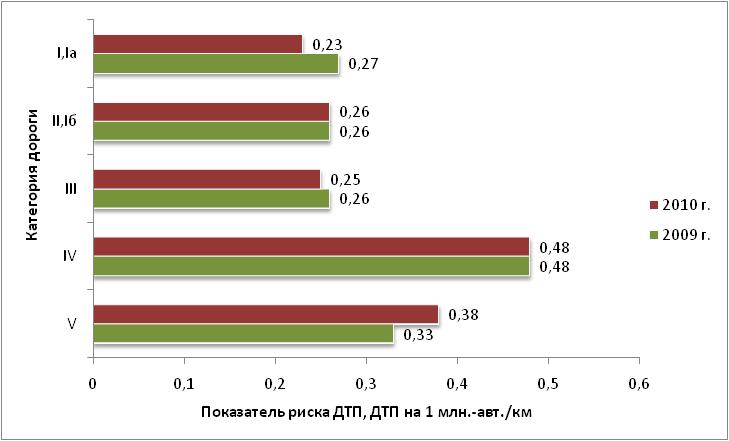 I,Iа
0,23
0,27
II,Iб
0,26
0,26
III
0,25
0,26
IV
0,48
0,48
V
0,38
0,33
Категория дороги
0 0,1 0,2 0,3 0,4 0,5 0,6
Показатель риска ДТП, ДТП на 1 млн.-авт./км
2010 г.
2009 г.